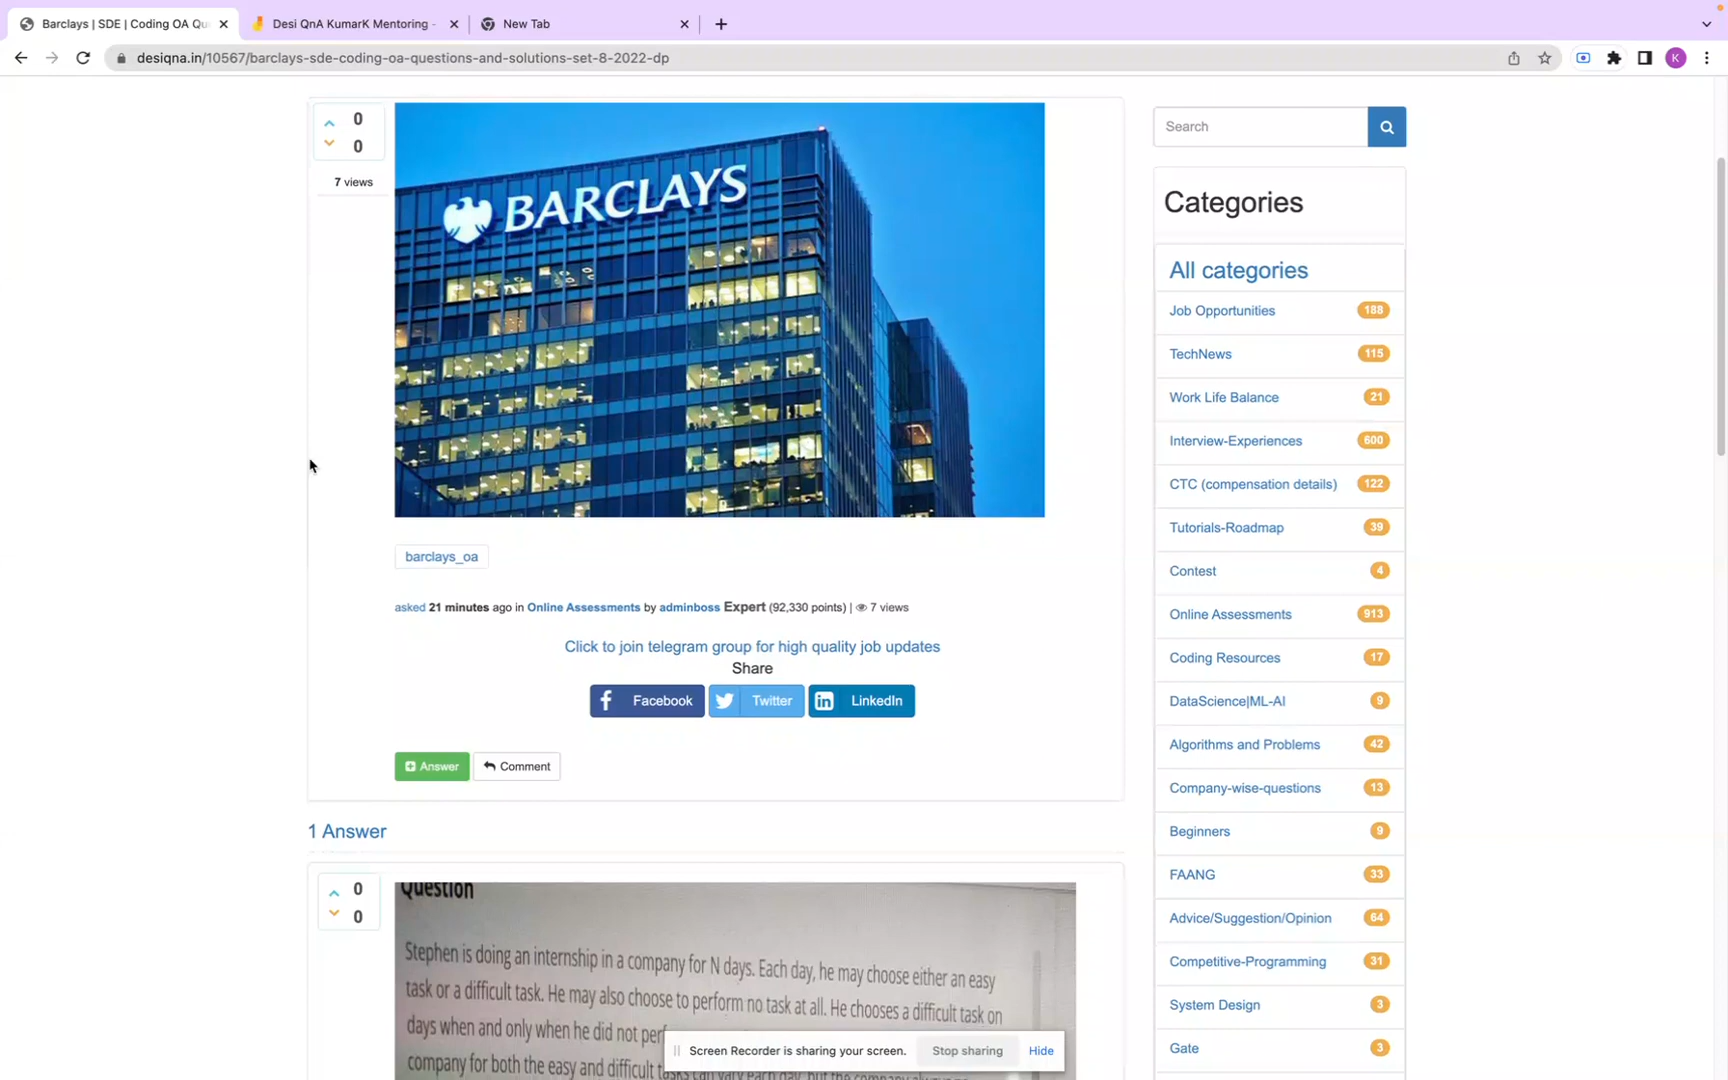 Barclays | SDE | Coding OA Qu
Desi QnA KumarK Mentoring -
New Tab
desiqna.in/10567/barclays-sde-coding-oa-questions-and-solutions-set-8-2022-dp
K
0
0
7 views
BARCLAYS
barclays_oa
asked 21 minutes ago in Online Assessments by adminboss Expert (92,330 points) | 7 views
Click to join telegram group for high quality job updates
Share
Facebook
Twitter
LinkedIn
Answer
Comment
1 Answer
0
0
Question
Stephen is doing an internship in a company for N days. Each day, he may choose either an easy
task or a difficult task. He may also choose to perform no task at all. He chooses a difficult task on
days when and only when he did not
company for both the easy and difficult
Screen Recorder is sharing your screen.
Stop sharing
Hide
Search
Categories
All categories
Job Opportunities 188
TechNews 115
Work Life Balance 21
Interview-Experiences 600
CTC (compensation details) 122
Tutorials-Roadmap 39
Contest 4
Online Assessments 913
Coding Resources 17
DataScience|ML-AI 9
Algorithms and Problems 42
Company-wise-questions 13
Beginners 9
FAANG 33
Advice/Suggestion/Opinion 64
Competitive-Programming 31
System Design 3
Gate 3